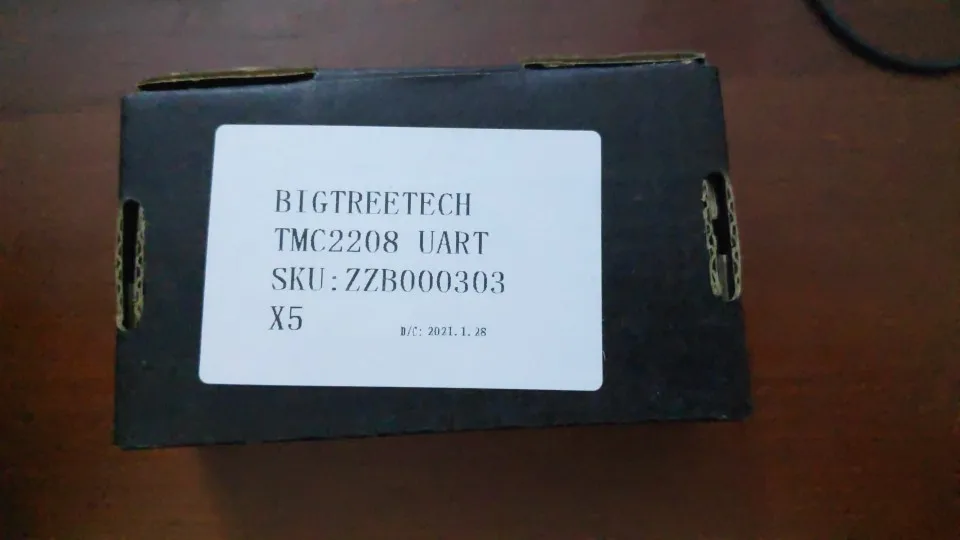 BIGTREETECH
TMC2208 UART
SKU:ZZB000303
X5
D/C: 2021.1.28